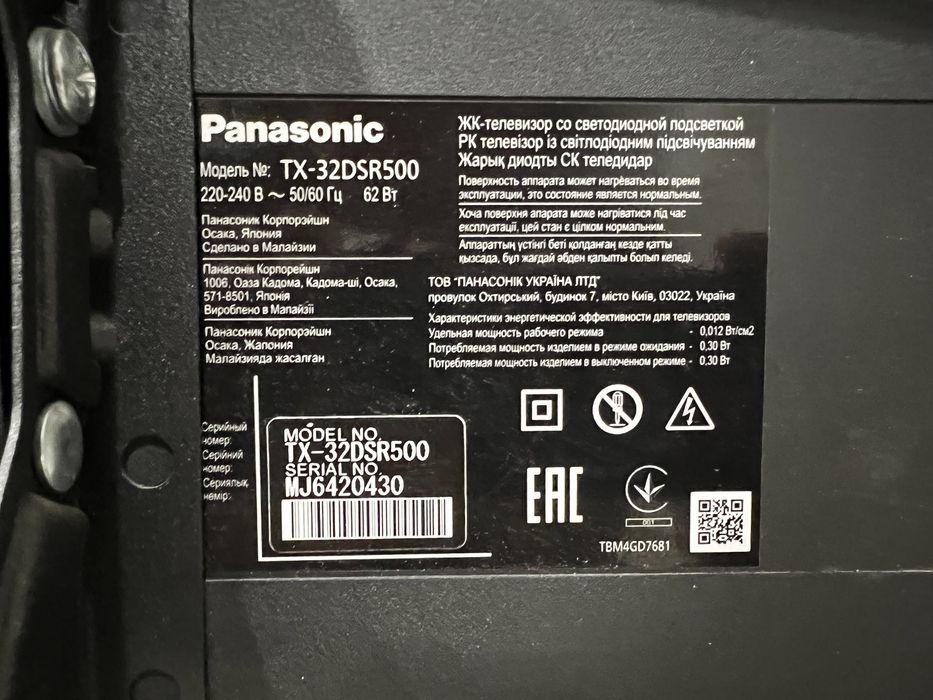 Panasonic
Модель №: TX-32DSR500
220-240 В ~ 50/60 Гц 62 Вт
Панасоник Корпорэйшн
Осака, Япония
Сделано в Малайзии
Панасонік Корпорейшн
1006, Оаза Кадома, Кадома-ші, Осака,
571-8501, Японія
Вироблено в Малайзії
Панасоник Корпорэйшн
Осака, Жапония
Малайзияда жасалған
ЖК-телевизор со светодиодной подсветкой
РК телевізор із світлодіодним підсвічуванням
Жарық диодты СК теледидар
Поверхность аппарата может нагреваться во время
эксплуатации, это состояние является нормальным.
Хоча поверхня апарата може нагріватися під час
експлуатації, цей стан є цілком нормальним.
Аппараттың үстіңгі беті қолданған кезде қатты
қызсада, бұл жағдай әбден қалыпты болып келеді.
ТОВ "ПАНАСОНІК УКРАЇНА ЛТД"
провулок Охтирський, будинок 7, місто Київ, 03022, Україна
Характеристики энергетической эффективности для телевизоров
Удельная мощность рабочего режима - 0,012 Вт/см2
Потребляемая мощность изделием в режиме ожидания - 0,30 Вт
Потребляемая мощность изделием в выключенном режиме - 0,30 Вт
Серийный
номер:
Серійний
номер:
Сериялық
нөмірі:
MODEL NO.
TX-32DSR500
SERIAL NO.
MJ6420430
EAC
001
TBM4GD7681